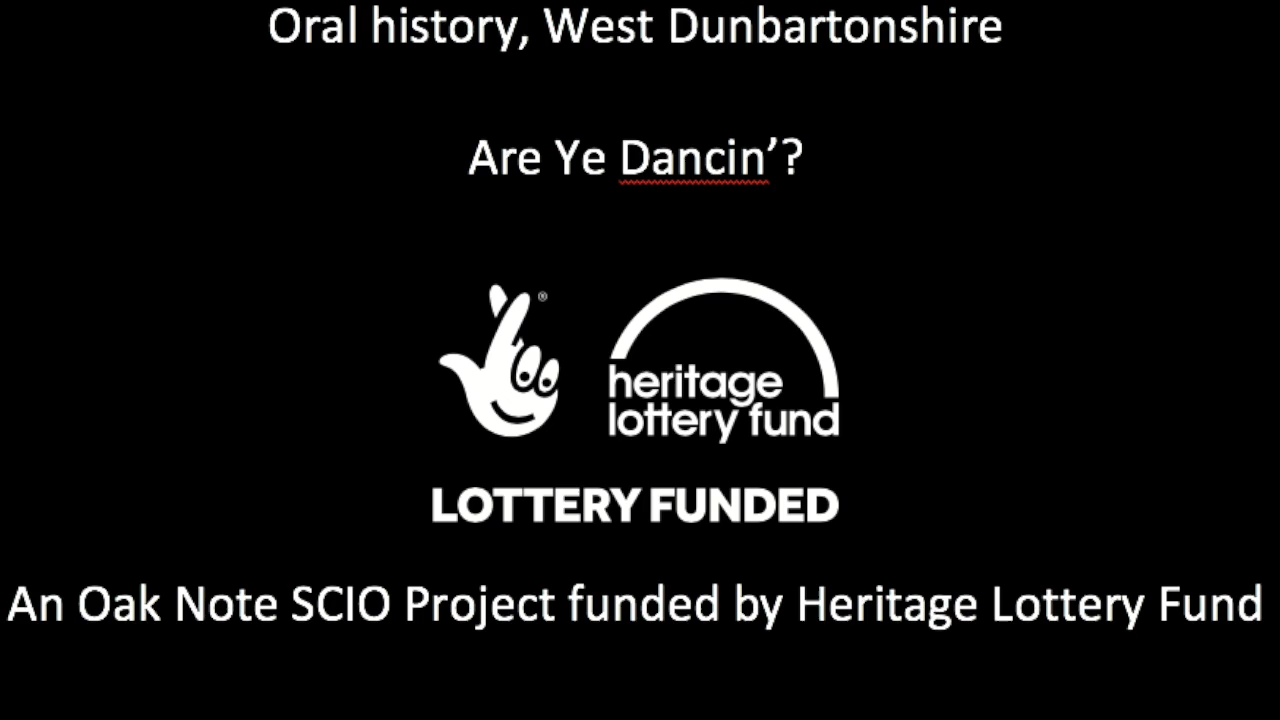 Oral history, West Dunbartonshire
Are Ye Dancin’?
®
heritage
lottery fund
LOTTERY FUNDED
An Oak Note SCIO Project funded by Heritage Lottery Fund